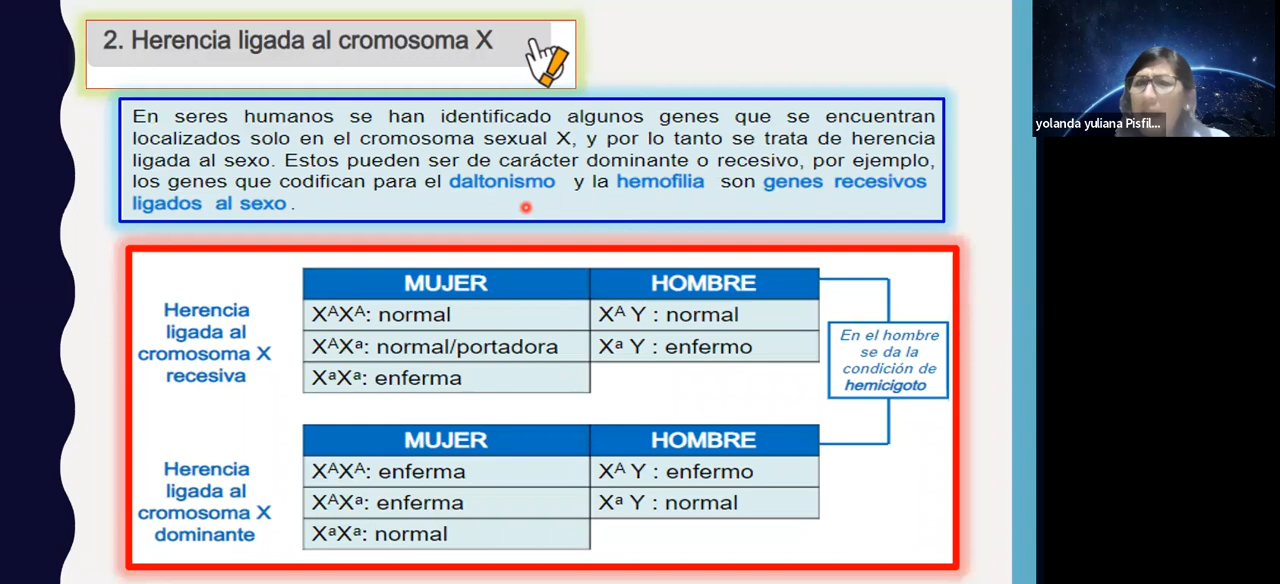 2. Herencia ligada al cromosoma X
En seres humanos se han identificado algunos genes que se encuentran
localizados solo en el cromosoma sexual X, y por lo tanto se trata de herencia
ligada al sexo. Estos pueden ser de carácter dominante o recesivo, por ejemplo,
los genes que codifican para el daltonismo y la hemofilia son genes recesivos
ligados al sexo.
Herencia
ligada al
cromosoma X
recesiva
MUJER HOMBRE
XᴬXᴬ: normal Xᴬ Y : normal
XᴬXᵃ: normal/portadora Xᵃ Y : enfermo
XᵃXᵃ: enferma
En el hombre
se da la
condición de
hemicigoto
Herencia
ligada al
cromosoma X
dominante
MUJER HOMBRE
XᴬXᴬ: enferma Xᴬ Y : enfermo
XᴬXᵃ: enferma Xᵃ Y : normal
XᵃXᵃ: normal
yolanda yuliana Pisfil...